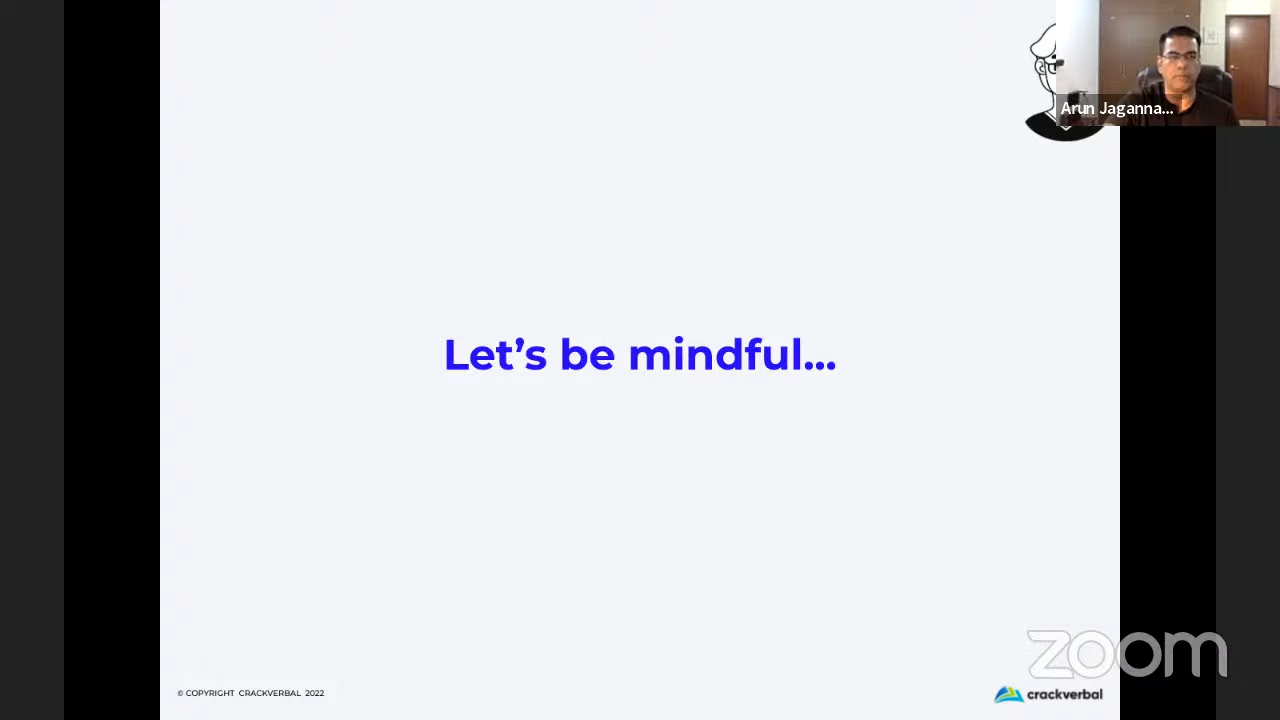 Arun Jaganna...
Let's be mindful...
zoom
© COPYRIGHT CRACKVERBAL 2022
crackverbal